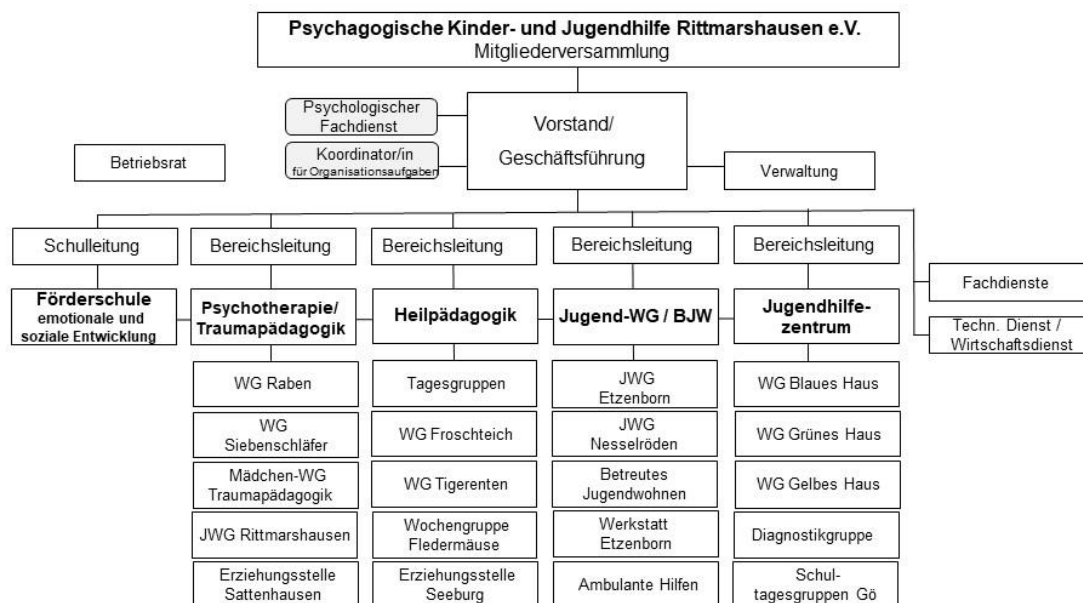 Psychagogische Kinder- und Jugendhilfe Rittmarshausen e.V.
Mitgliederversammlung
Psychologischer
Fachdienst
Vorstand/
Geschäftsführung
Koordinator/in
für Organisationsaufgaben
Betriebsrat
Verwaltung
Schulleitung
Bereichsleitung
Bereichsleitung
Bereichsleitung
Bereichsleitung
Förderschule
emotionale und
soziale Entwicklung
Psychotherapie/
Traumapädagogik
Heilpädagogik
Jugend-WG / BJW
Jugendhilfe-
zentrum
Fachdienste
Techn. Dienst /
Wirtschaftsdienst
WG Raben
Tagesgruppen
JWG
Etzenborn
WG Blaues Haus
WG
Siebenschläfer
WG Froschteich
JWG
Nesselröden
WG Grünes Haus
Mädchen-WG
Traumapädagogik
WG Tigerenten
Betreutes
Jugendwohnen
WG Gelbes Haus
JWG Rittmarshausen
Wochengruppe
Fledermäuse
Werkstatt
Etzenborn
Diagnostikgruppe
Erziehungsstelle
Sattenhausen
Erziehungsstelle
Seeburg
Ambulante Hilfen
Schul-
tagesgruppen Gö